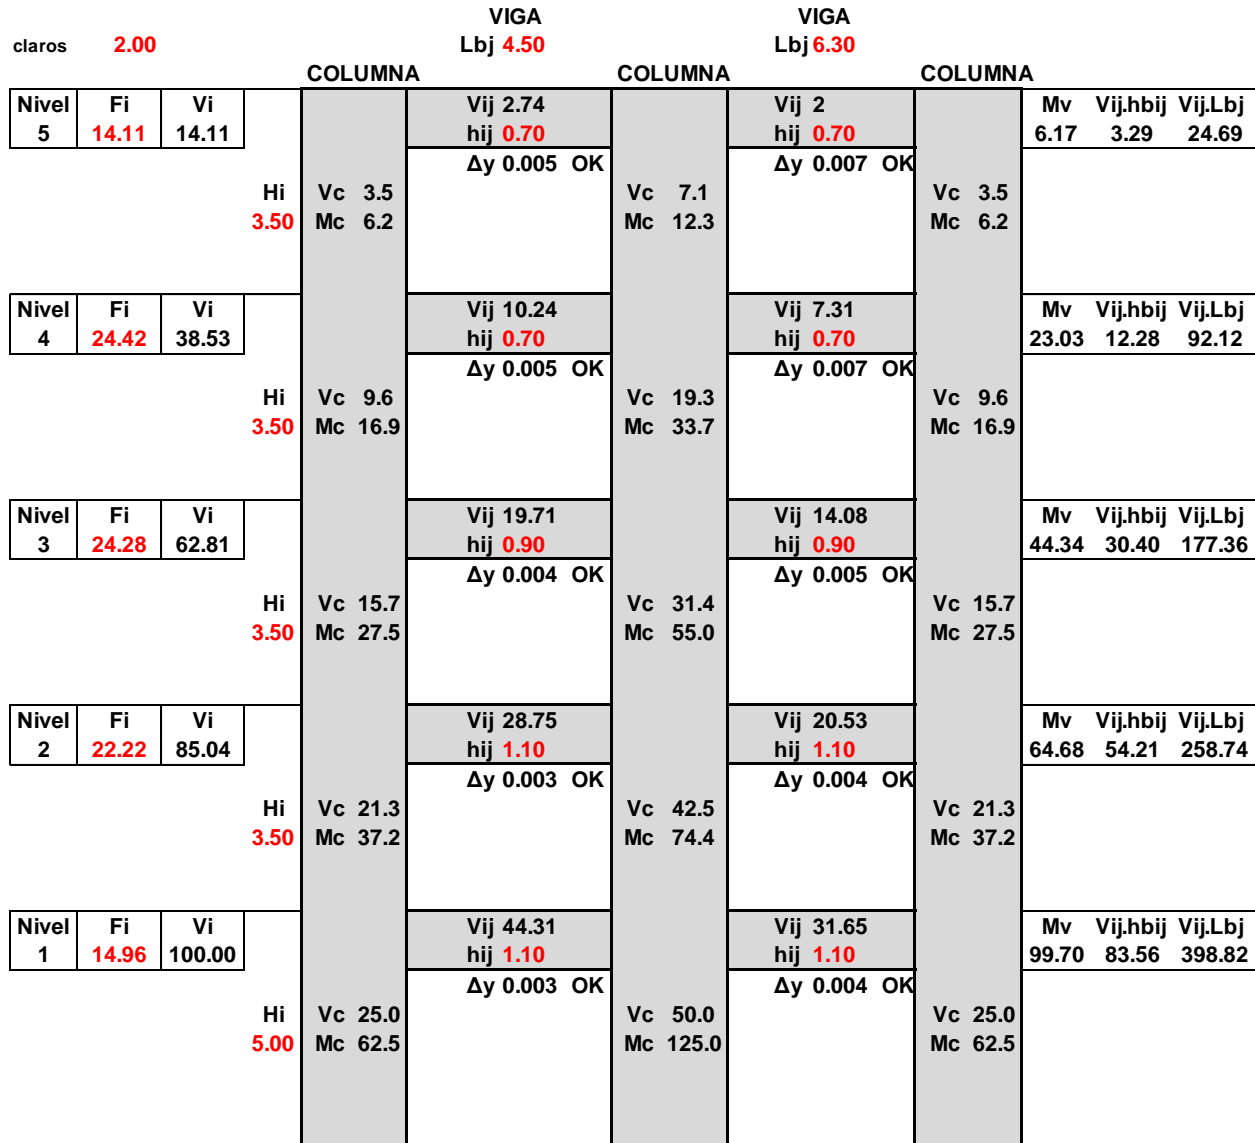 VIGA VIGA
claros 2.00 Lbj 4.50 Lbj 6.30
COLUMNA COLUMNA COLUMNA
Nivel Fi Vi Vij 2.74 Vij 2 Mv Vij.hbij Vij.Lbj
5 14.11 14.11 hij 0.70 hij 0.70 6.17 3.29 24.69
Δy 0.005 OK Δy 0.007 OK
Hi Vc 3.5 Vc 7.1 Vc 3.5
3.50 Mc 6.2 Mc 12.3 Mc 6.2
Nivel Fi Vi Vij 10.24 Vij 7.31 Mv Vij.hbij Vij.Lbj
4 24.42 38.53 hij 0.70 hij 0.70 23.03 12.28 92.12
Δy 0.005 OK Δy 0.007 OK
Hi Vc 9.6 Vc 19.3 Vc 9.6
3.50 Mc 16.9 Mc 33.7 Mc 16.9
Nivel Fi Vi Vij 19.71 Vij 14.08 Mv Vij.hbij Vij.Lbj
3 24.28 62.81 hij 0.90 hij 0.90 44.34 30.40 177.36
Δy 0.004 OK Δy 0.005 OK
Hi Vc 15.7 Vc 31.4 Vc 15.7
3.50 Mc 27.5 Mc 55.0 Mc 27.5
Nivel Fi Vi Vij 28.75 Vij 20.53 Mv Vij.hbij Vij.Lbj
2 22.22 85.04 hij 1.10 hij 1.10 64.68 54.21 258.74
Δy 0.003 OK Δy 0.004 OK
Hi Vc 21.3 Vc 42.5 Vc 21.3
3.50 Mc 37.2 Mc 74.4 Mc 37.2
Nivel Fi Vi Vij 44.31 Vij 31.65 Mv Vij.hbij Vij.Lbj
1 14.96 100.00 hij 1.10 hij 1.10 99.70 83.56 398.82
Δy 0.003 OK Δy 0.004 OK
Hi Vc 25.0 Vc 50.0 Vc 25.0
5.00 Mc 62.5 Mc 125.0 Mc 62.5